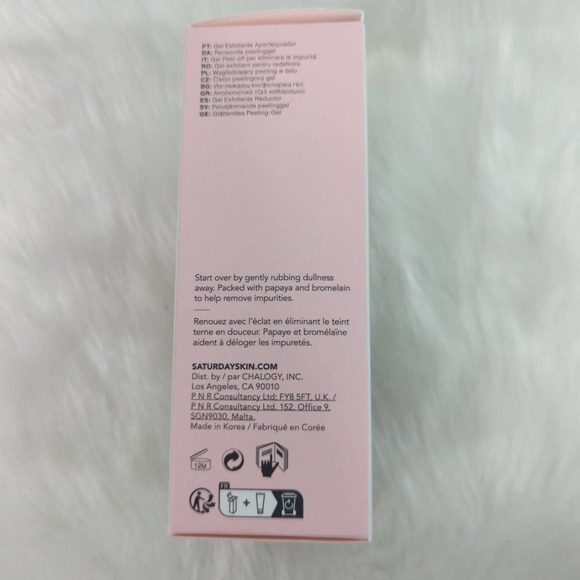 PT: Gel Esfoliante Aperfeiçoador
DA: Rensende peelinggel
IT: Gel Peel off per eliminare le impurità
RO: Gel exfoliant pentru redefinire
PL: Wygładzający peeling w żelu
CZ: Čisticí peelingový gel
BG: Изглаждащ ексфолиращ гел
GR: Απολεπιστικό τζελ καθαρισμού
ES: Gel Exfoliante Reductor
SV: Porutjämnande peelinggel
GE: Glättendes Peeling-Gel
Start over by gently rubbing dullness
away. Packed with papaya and bromelain
to help remove impurities.
Renouez avec l'éclat en éliminant le teint
terne en douceur. Papaye et bromélaïne
aident à déloger les impuretés.
SATURDAYSKIN.COM
Dist. by / par CHALOGY, INC.
Los Angeles, CA 90010
P N R Consultancy Ltd; FY8 5FT, U.K. /
P N R Consultancy Ltd, 152, Office 9,
SGN9030, Malta.
Made in Korea / Fabriqué en Corée
12M
FR
+